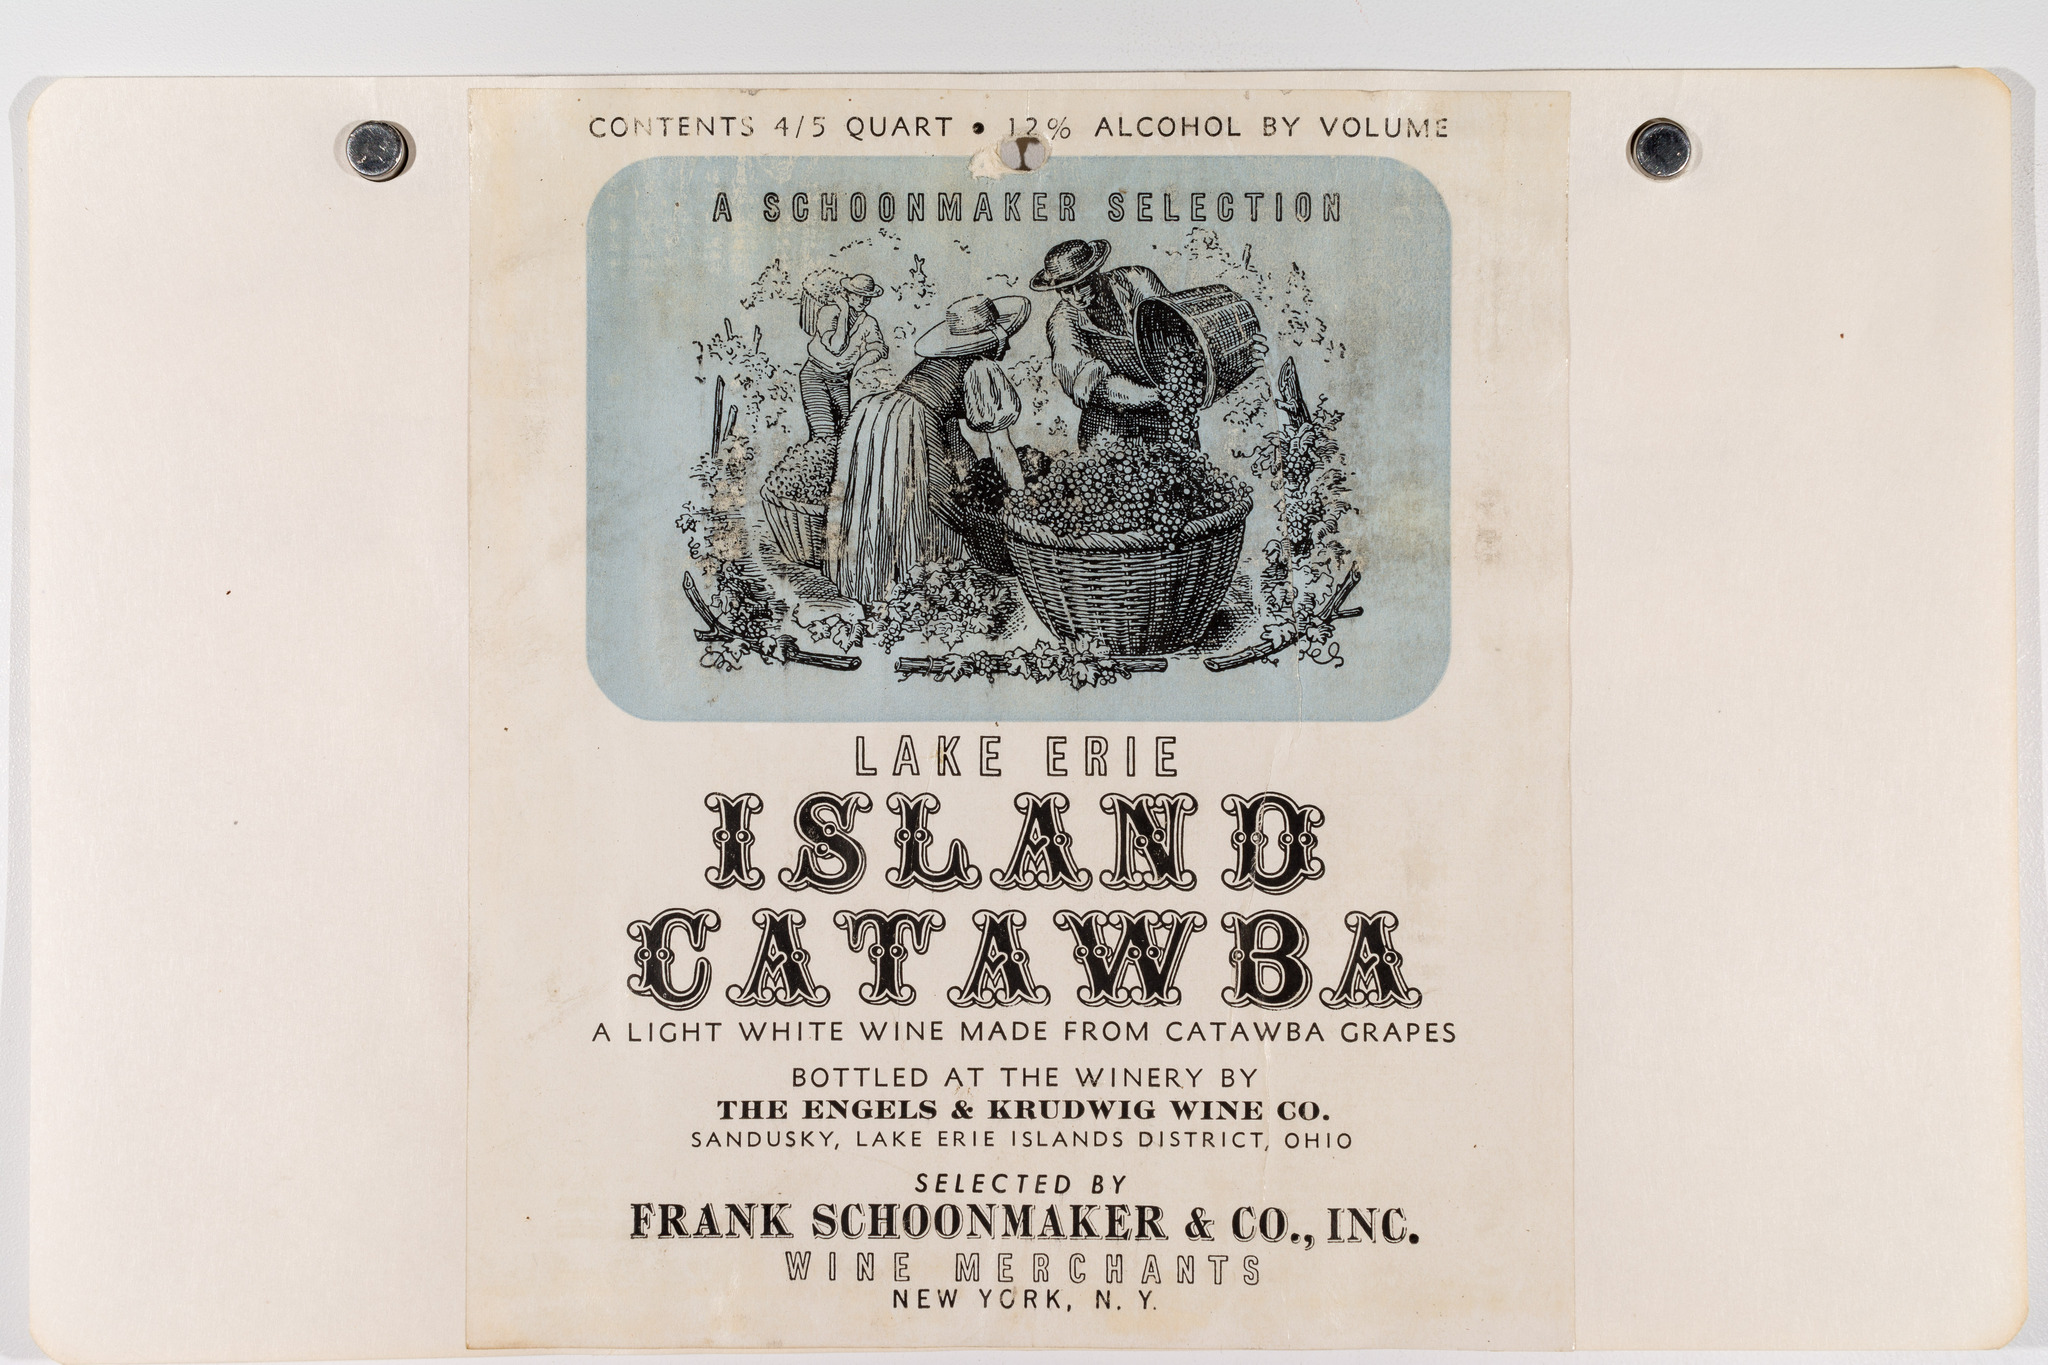 CONTENTS 4/5 QUART • 12% ALCOHOL BY VOLUME
A SCHOONMAKER SELECTION
LAKE ERIE
ISLAND
CATAWBA
A LIGHT WHITE WINE MADE FROM CATAWBA GRAPES
BOTTLED AT THE WINERY BY
THE ENGELS & KRUDWIG WINE CO.
SANDUSKY, LAKE ERIE ISLANDS DISTRICT, OHIO
SELECTED BY
FRANK SCHOONMAKER & CO., INC.
WINE MERCHANTS
NEW YORK, N. Y.